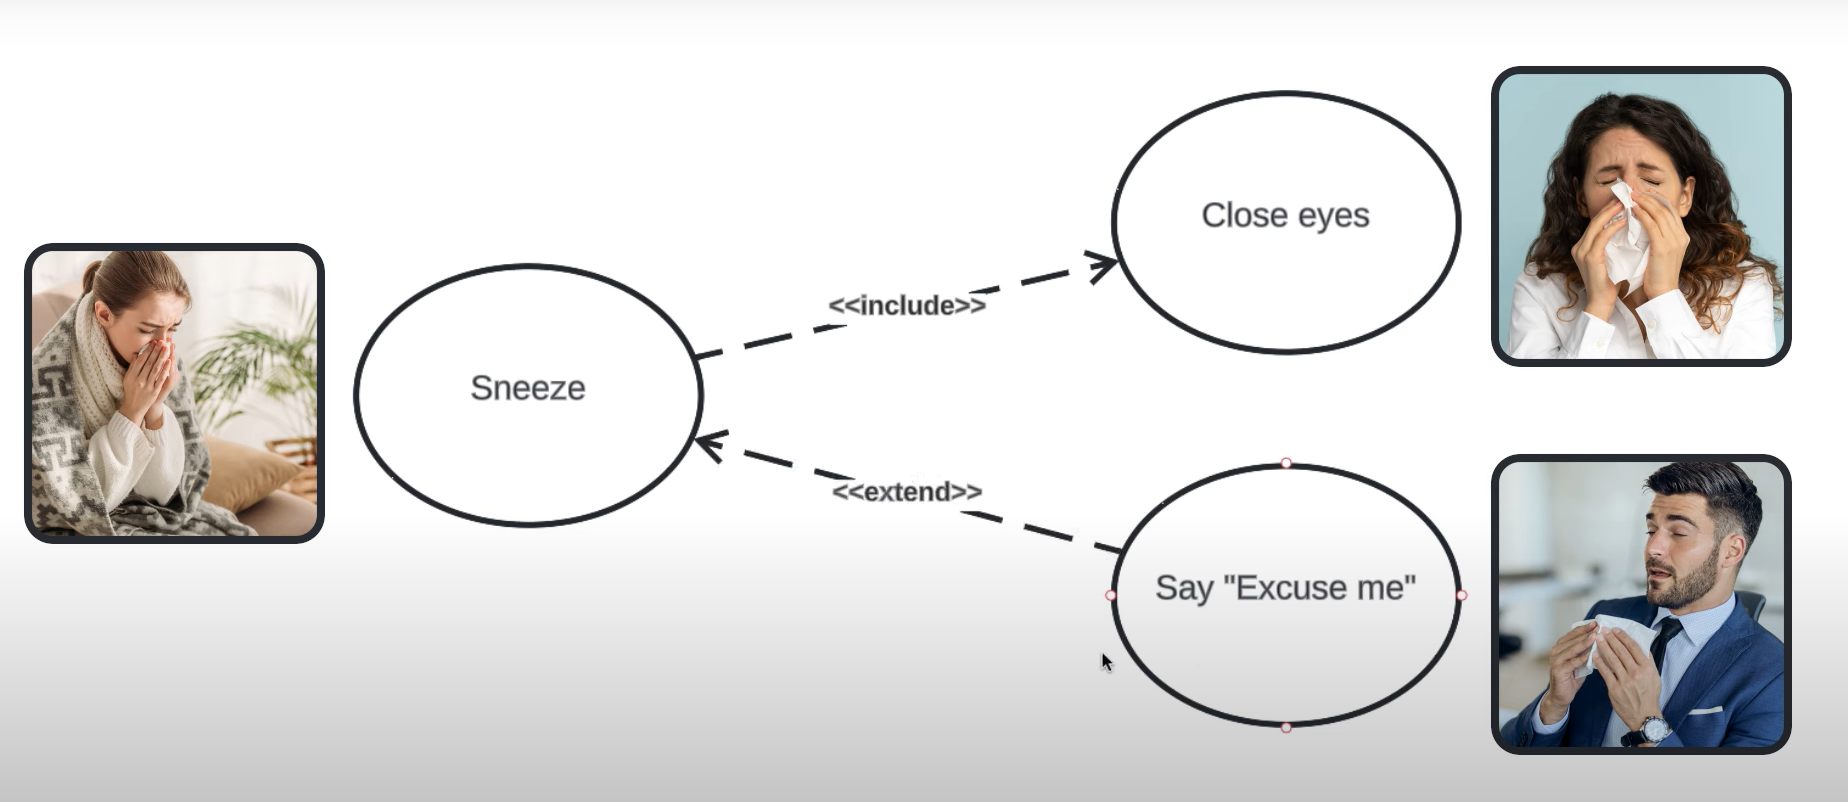 Close eyes
<<include>>
Sneeze
<<extend>>
Say "Excuse me"